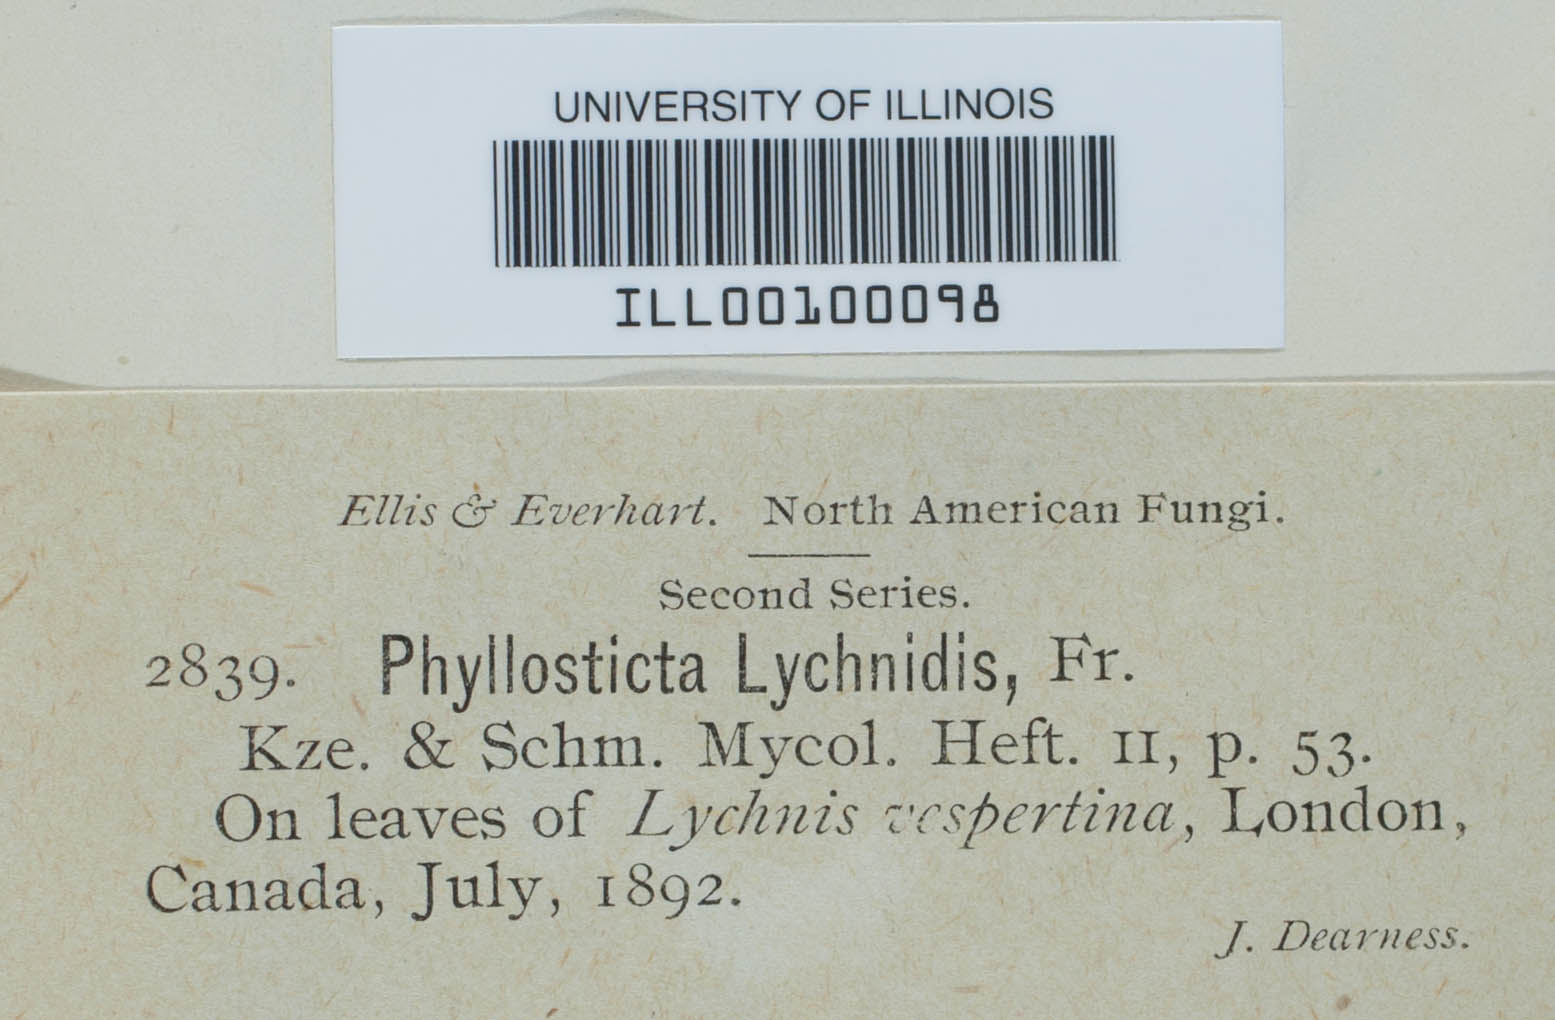 UNIVERSITY OF ILLINOIS
ILL00100098
Ellis & Everhart. North American Fungi.
Second Series.
2839. Phyllosticta Lychnidis, Fr.
Kze. & Schm. Mycol. Heft. II, p. 53.
On leaves of Lychnis vespertina, London,
Canada, July, 1892.
J. Dearness.